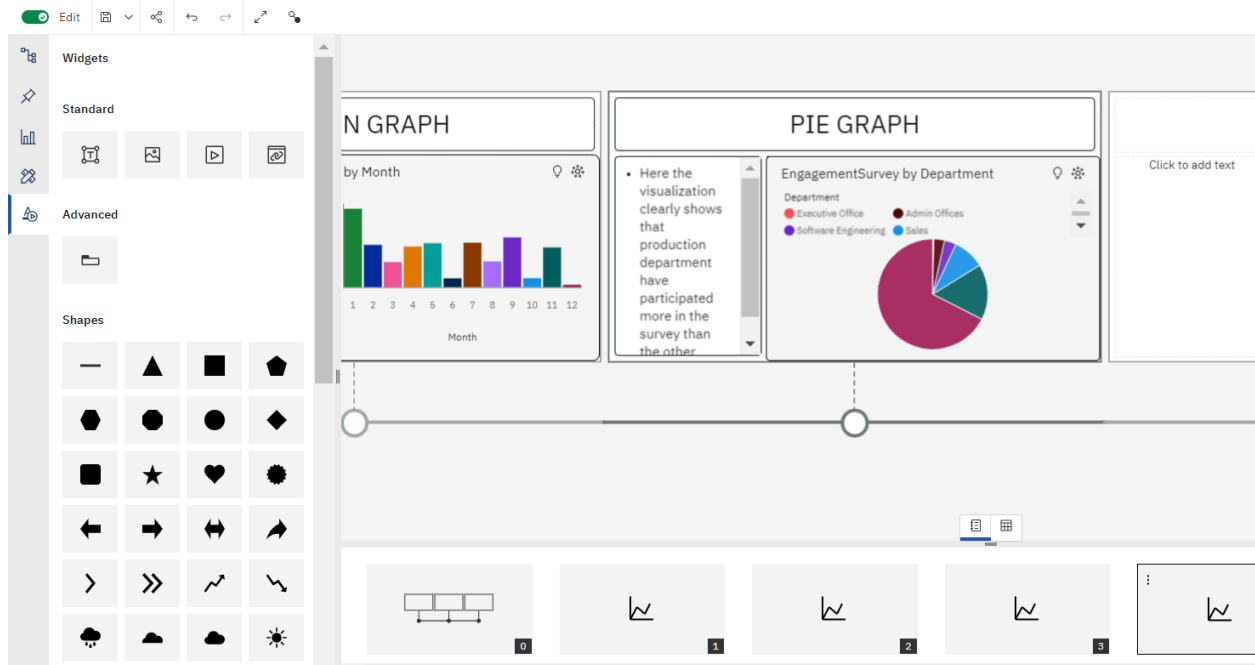 Edit
Widgets
Standard
Advanced
Shapes
N GRAPH
by Month
1 2 3 4 5 6 7 8 9 10 11 12
Month
PIE GRAPH
• Here the
visualization
clearly shows
that
production
department
have
participated
more in the
survey than
the other
EngagementSurvey by Department
Department
Executive Office
Admin Offices
Software Engineering
Sales
Click to add text
0
1
2
3